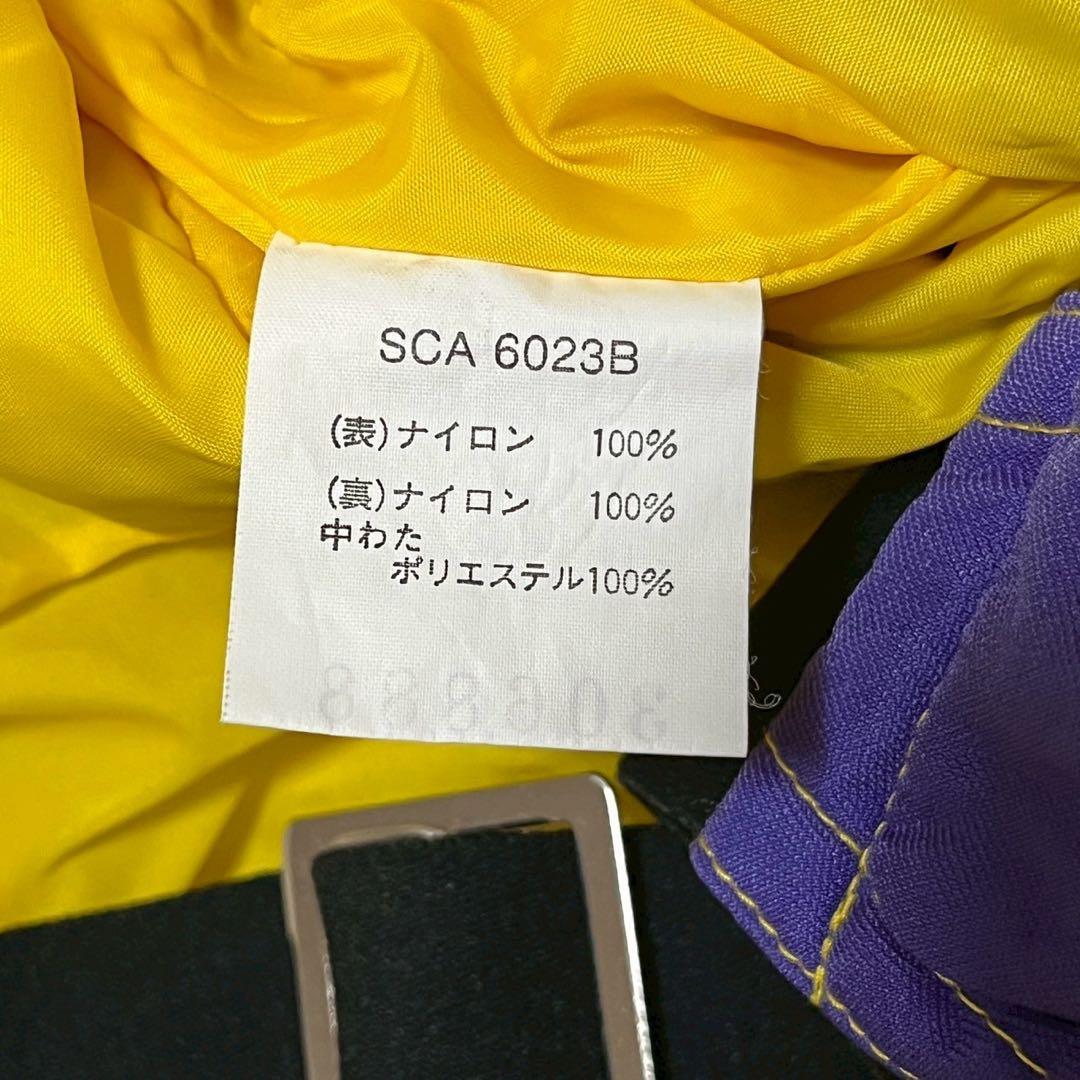 SCA 6023B
(表)ナイロン 100%
(裏)ナイロン 100%
中わた
ポリエステル100%